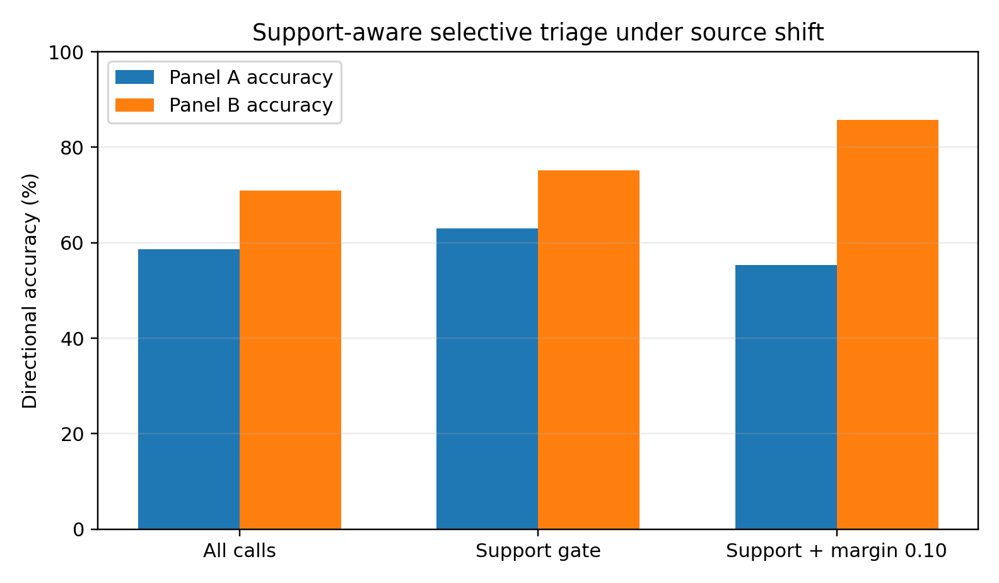 Support-aware selective triage under source shift
Panel A accuracy
Panel B accuracy
Directional accuracy (%)
100
80
60
40
20
0
All calls
Support gate
Support + margin 0.10